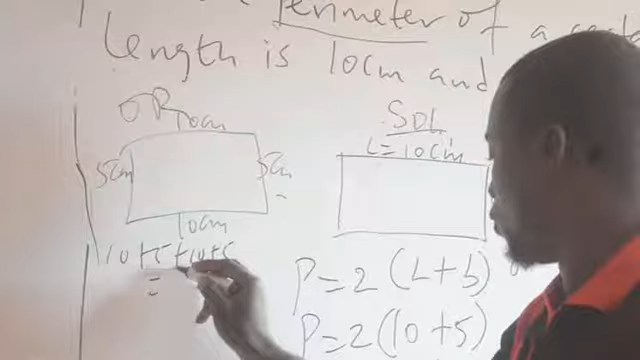 Perimeter of a
length is 10cm and
OR
10cm
5cm
5cm
10cm
10+5+10+5
=
SOL
L=10cm
P=2(L+b)
P=2(10+5)